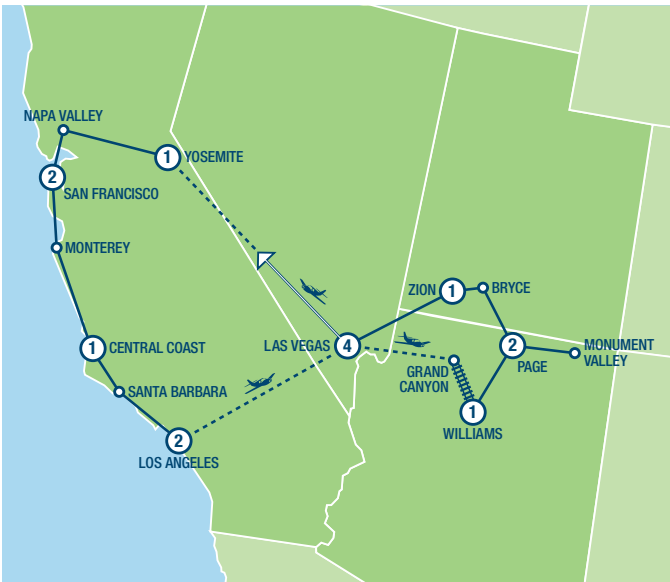 NAPA VALLEY
1
YOSEMITE
2
SAN FRANCISCO
MONTEREY
ZION
1
BRYCE
1
CENTRAL COAST
LAS VEGAS
4
2
PAGE
MONUMENT
VALLEY
GRAND
CANYON
SANTA BARBARA
1
WILLIAMS
2
LOS ANGELES